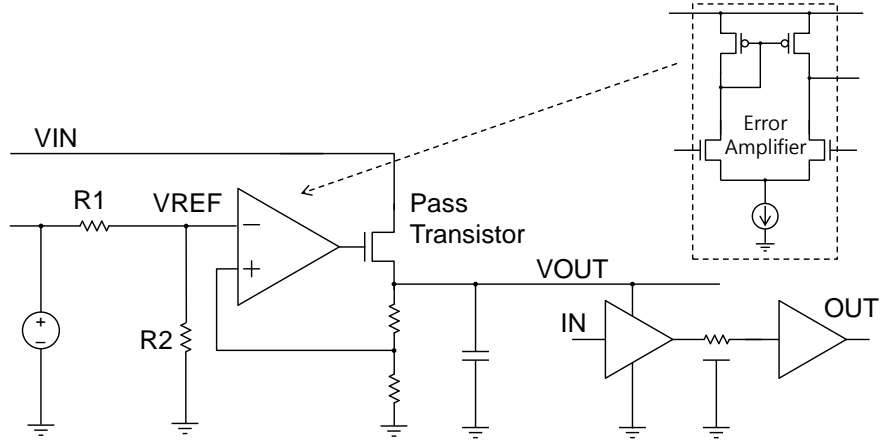 Error
Amplifier
VIN
R1
VREF
Pass
Transistor
−
+
VOUT
IN
OUT
+
−
R2